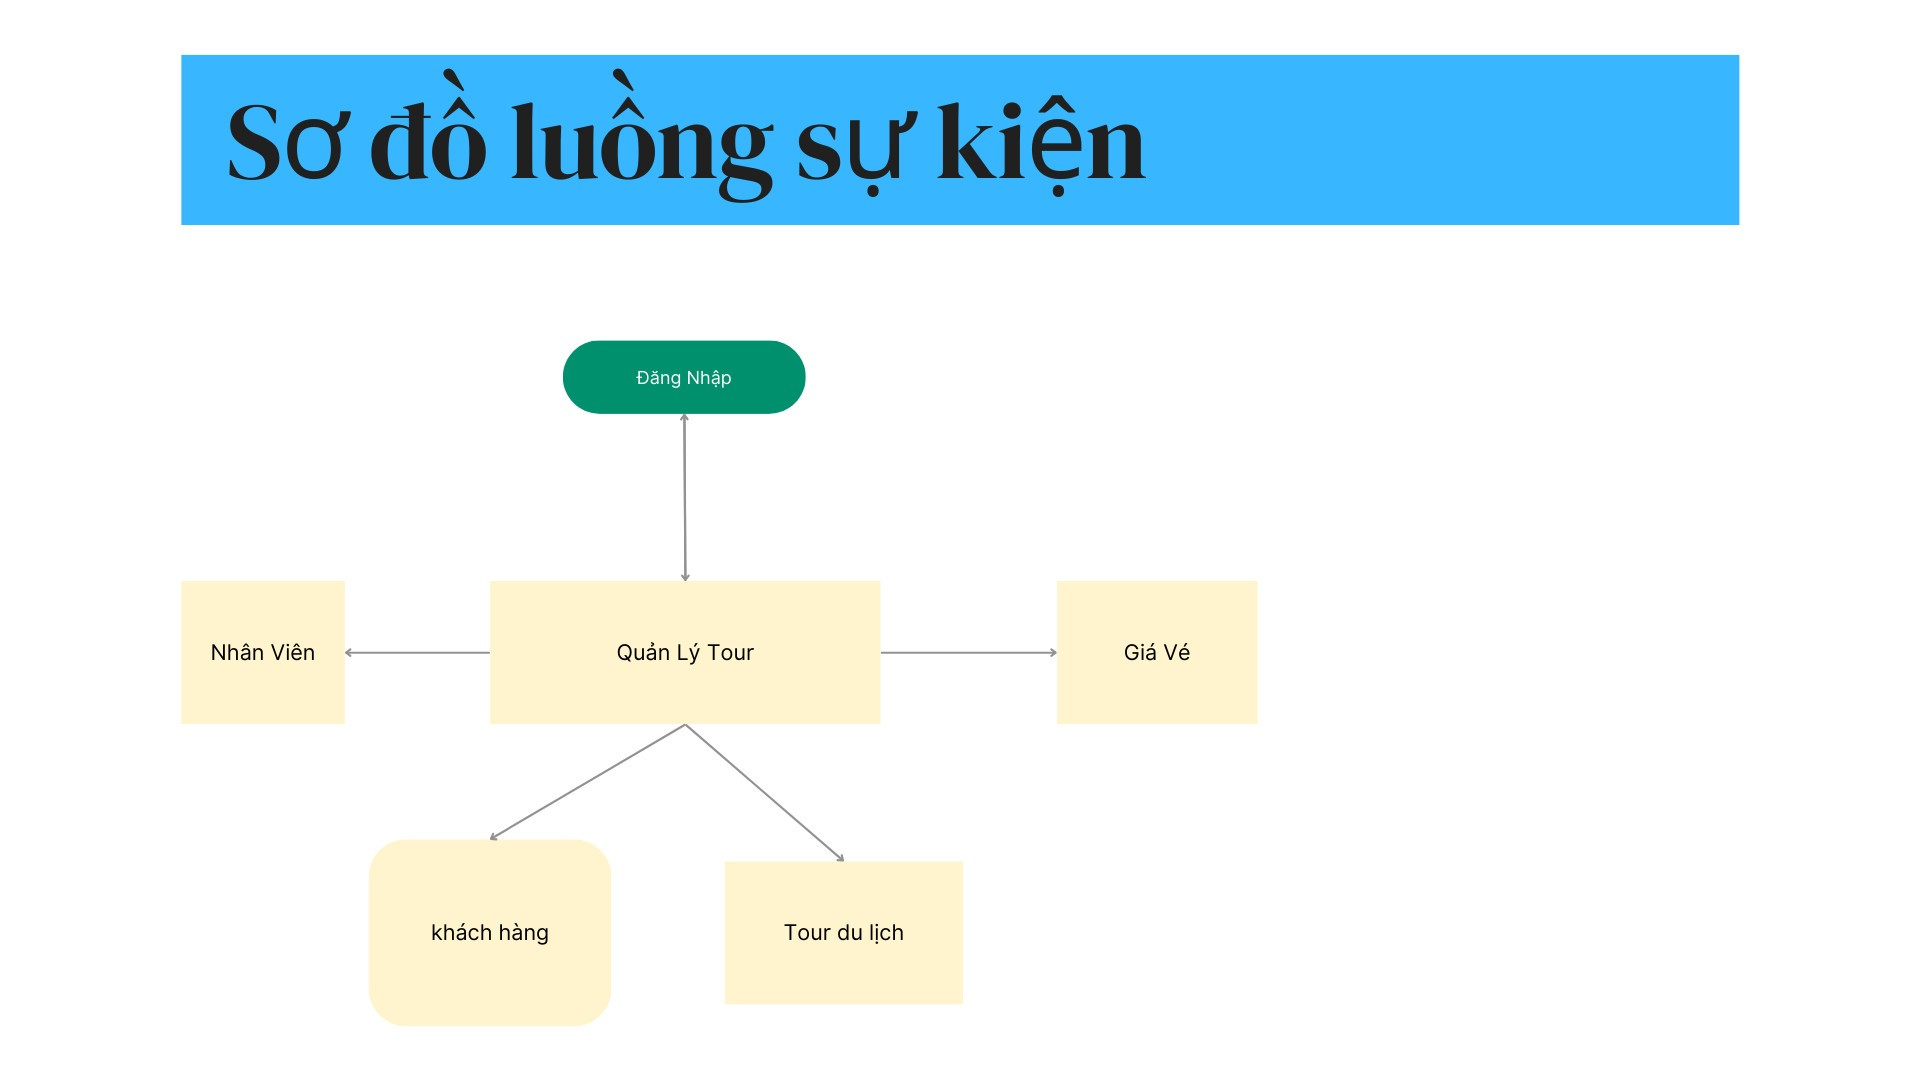 Sơ đồ luồng sự kiện
Đăng Nhập
Nhân Viên
Quản Lý Tour
Giá Vé
khách hàng
Tour du lịch